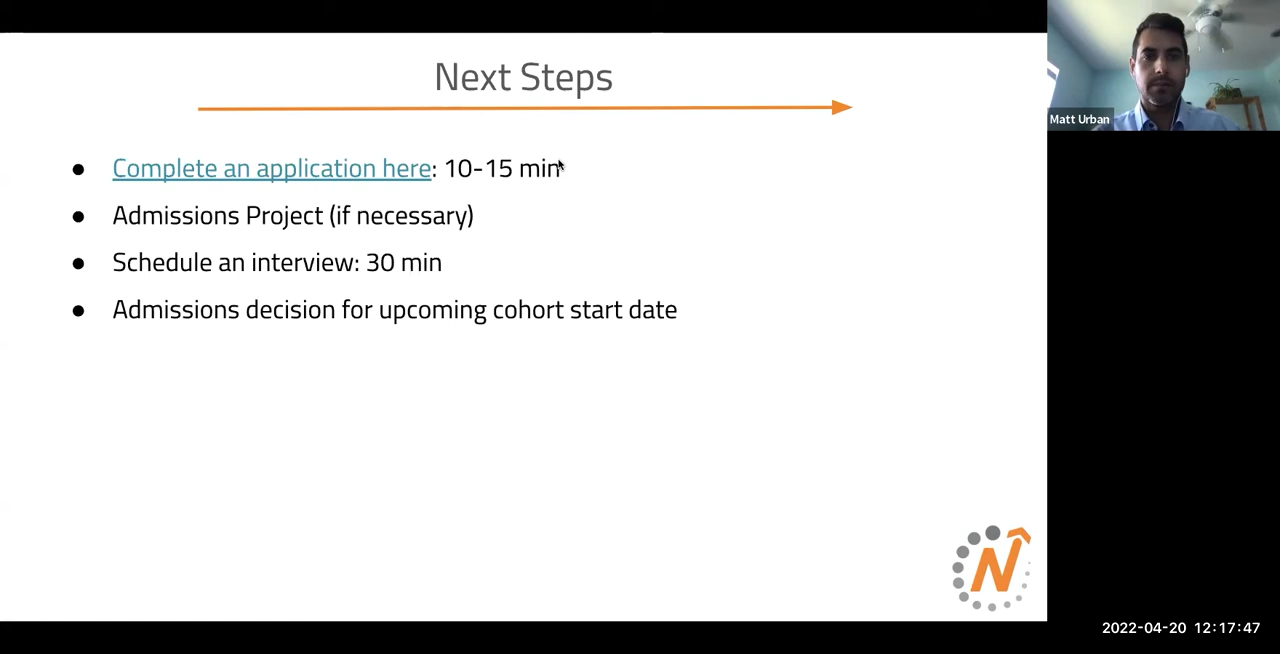 Next Steps
Complete an application here: 10-15 min
Admissions Project (if necessary)
Schedule an interview: 30 min
Admissions decision for upcoming cohort start date
N
Matt Urban
2022-04-20 12:17:47